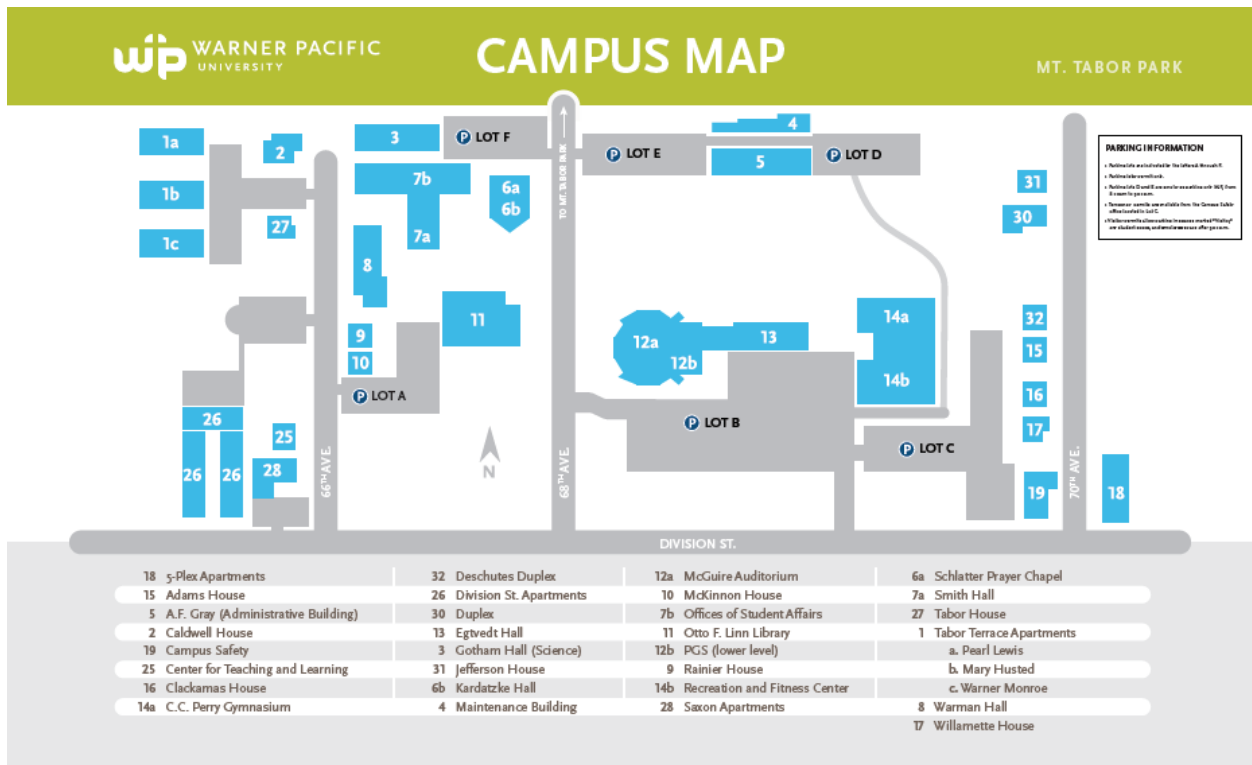 WARNER PACIFIC
UNIVERSITY
CAMPUS MAP
MT. TABOR PARK
1a
2
3
LOT F
TO MT. TABOR PARK
LOT E
4
5
LOT D
PARKING INFORMATION
1b
7b
6a
6b
31
30
27
7a
1c
8
11
9
10
LOT A
12a
12b
13
14a
14b
32
15
16
17
LOT B
LOT C
26
26
26
25
28
66TH AVE.
N
68TH AVE.
19
70TH AVE.
18
DIVISION ST.
18 5-Plex Apartments
15 Adams House
5 A.F. Gray (Administrative Building)
2 Caldwell House
19 Campus Safety
25 Center for Teaching and Learning
16 Clackamas House
14a C.C. Perry Gymnasium
32 Deschutes Duplex
26 Division St. Apartments
30 Duplex
13 Egtvedt Hall
3 Gotham Hall (Science)
31 Jefferson House
6b Kardatzke Hall
4 Maintenance Building
12a McGuire Auditorium
10 McKinnon House
7b Offices of Student Affairs
11 Otto F. Linn Library
12b PGS (lower level)
9 Rainier House
14b Recreation and Fitness Center
28 Saxon Apartments
6a Schlatter Prayer Chapel
7a Smith Hall
27 Tabor House
1 Tabor Terrace Apartments
a. Pearl Lewis
b. Mary Husted
c. Warner Monroe
8 Warman Hall
17 Willamette House